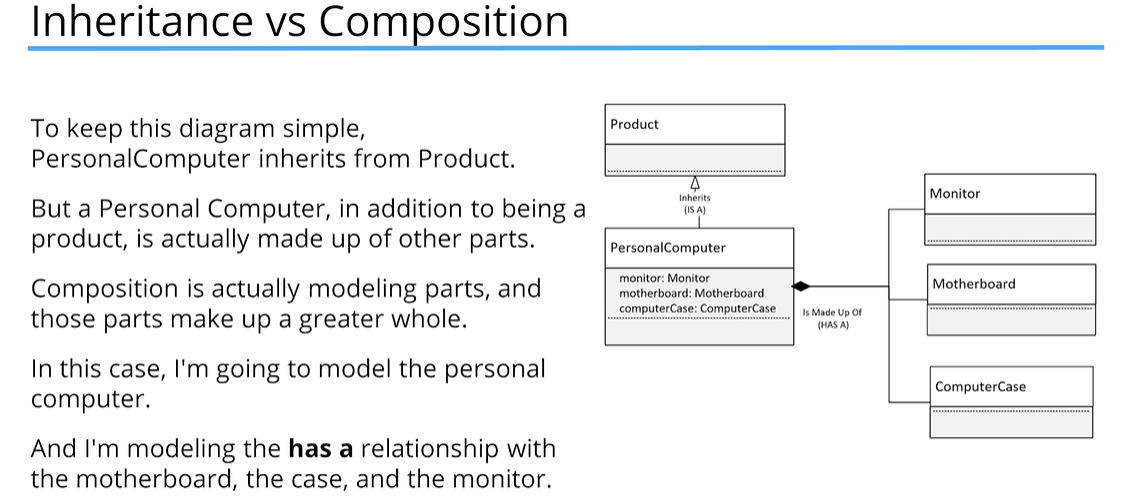 Inheritance vs Composition
To keep this diagram simple,
PersonalComputer inherits from Product.
But a Personal Computer, in addition to being a
product, is actually made up of other parts.
Composition is actually modeling parts, and
those parts make up a greater whole.
In this case, I'm going to model the personal
computer.
And I'm modeling the has a relationship with
the motherboard, the case, and the monitor.
Product
Inherits
(IS A)
PersonalComputer
monitor: Monitor
motherboard: Motherboard
computerCase: ComputerCase
Is Made Up Of
(HAS A)
Monitor
Motherboard
ComputerCase